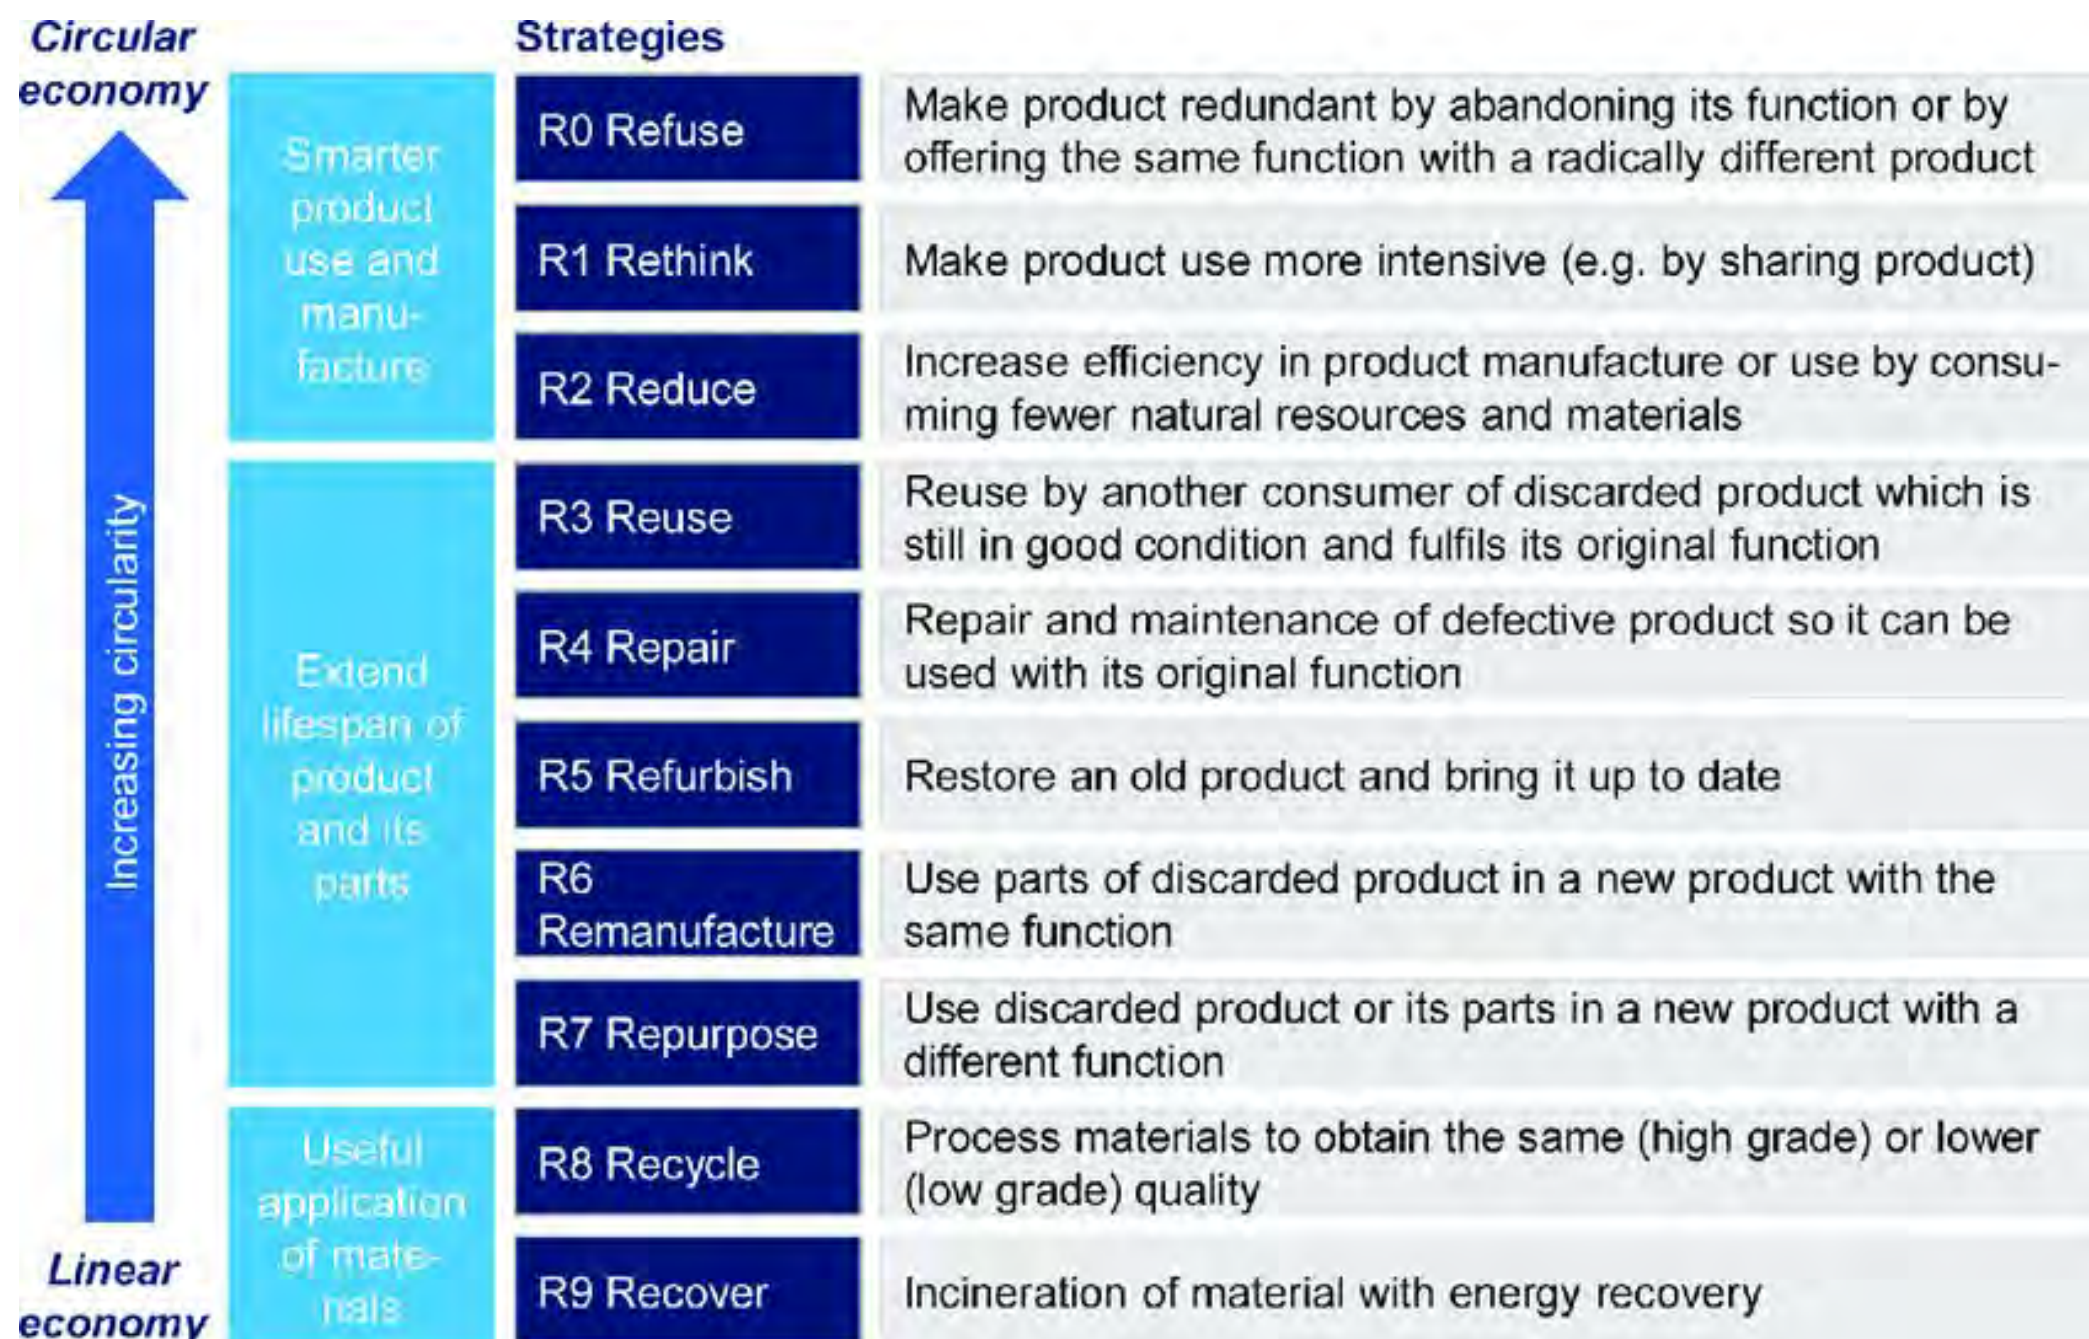 Circular
economy
Increasing circularity
Linear
economy
Strategies
Smarter
product
use and
manu-
facture
R0 Refuse
Make product redundant by abandoning its function or by
offering the same function with a radically different product
R1 Rethink
Make product use more intensive (e.g. by sharing product)
R2 Reduce
Increase efficiency in product manufacture or use by consu-
ming fewer natural resources and materials
Extend
lifespan of
product
and its
parts
R3 Reuse
Reuse by another consumer of discarded product which is
still in good condition and fulfils its original function
R4 Repair
Repair and maintenance of defective product so it can be
used with its original function
R5 Refurbish
Restore an old product and bring it up to date
R6
Remanufacture
Use parts of discarded product in a new product with the
same function
R7 Repurpose
Use discarded product or its parts in a new product with a
different function
Useful
application
of mate-
rials
R8 Recycle
Process materials to obtain the same (high grade) or lower
(low grade) quality
R9 Recover
Incineration of material with energy recovery